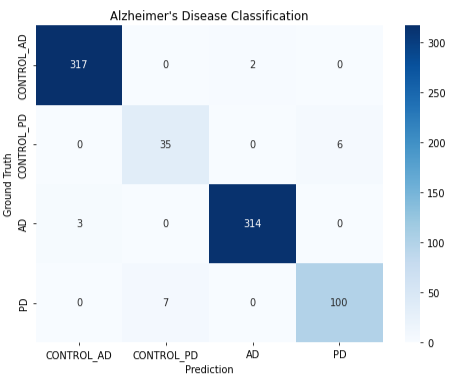 Alzheimer's Disease Classification
Ground Truth
CONTROL_AD
317 0 2 0
CONTROL_PD
0 35 0 6
AD
3 0 314 0
PD
0 7 0 100
CONTROL_AD CONTROL_PD AD PD
Prediction
300
250
200
150
100
50
0